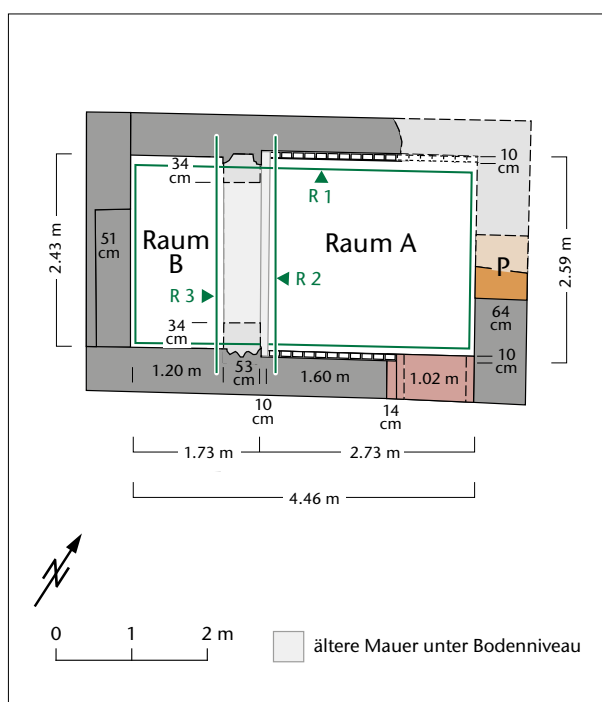 34
cm
10
cm
R 1
2.43 m
51
cm
Raum
B
Raum A
P
2.59 m
R 3
R 2
64
cm
34
cm
10
cm
1.20 m
53
cm
1.60 m
1.02 m
10
cm
14
cm
1.73 m
2.73 m
4.46 m
N
0 1 2 m
ältere Mauer unter Bodenniveau